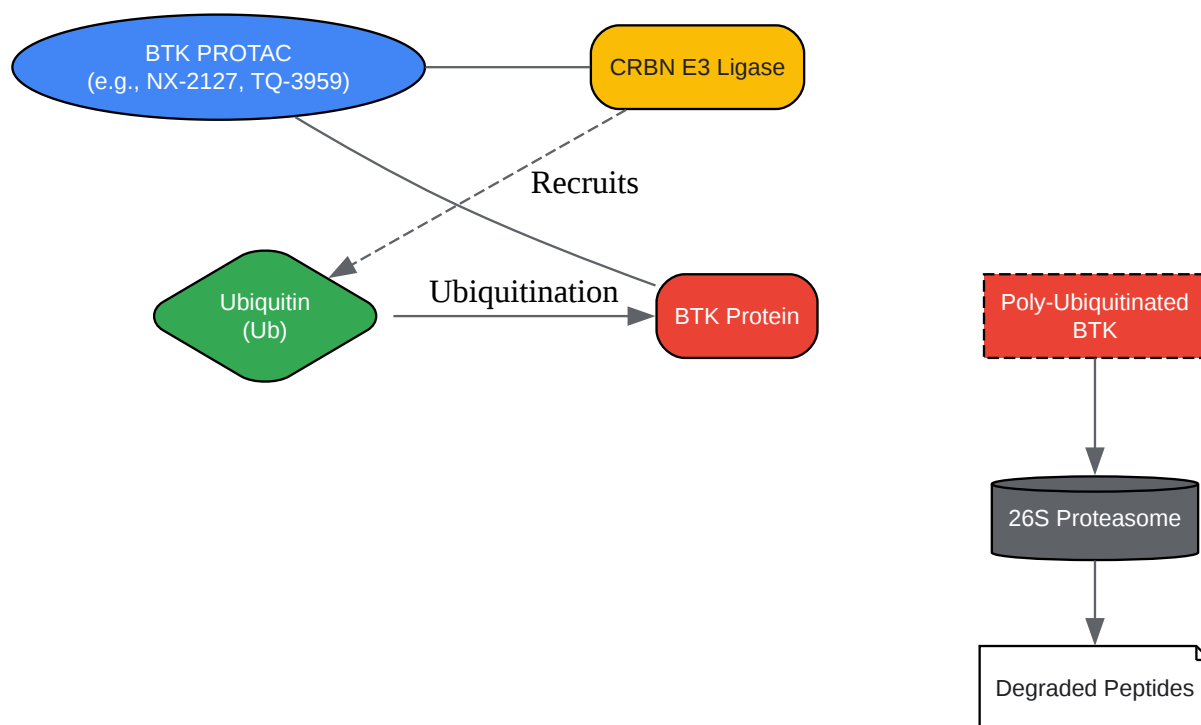 BTK PROTAC
(e.g., NX-2127, TQ-3959)
CRBN E3 Ligase
Recruits
Ubiquitin
(Ub)
Ubiquitination
BTK Protein
Poly-Ubiquitinated
BTK
26S Proteasome
Degraded Peptides